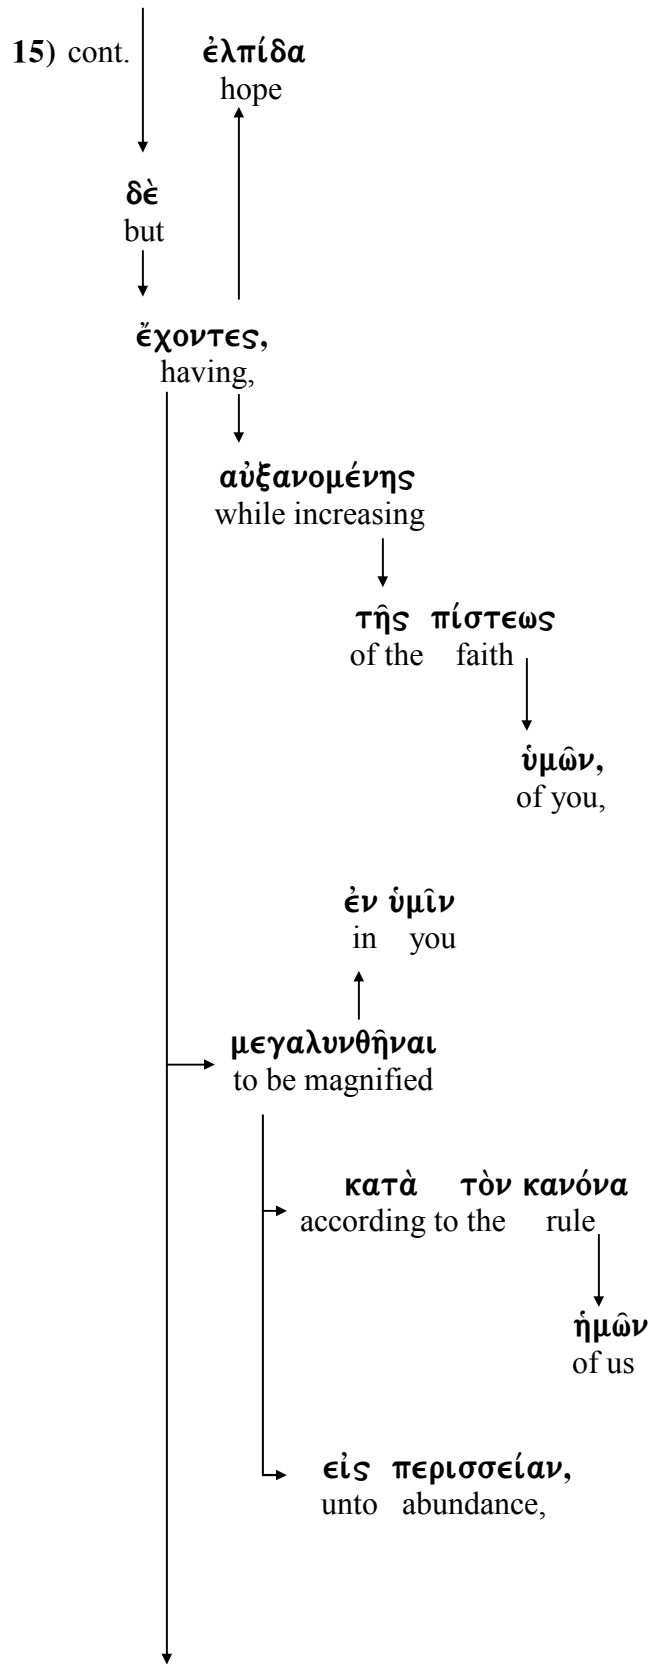 15) cont. ἐλπίδα
hope
δὲ
but
ἔχοντες,
having,
αὐξανομένης
while increasing
τῆς πίστεως
of the faith
ὑμῶν,
of you,
ἐν ὑμῖν
in you
μεγαλυνθῆναι
to be magnified
κατὰ τὸν κανόνα
according to the rule
ἡμῶν
of us
εἰς περισσείαν,
unto abundance,